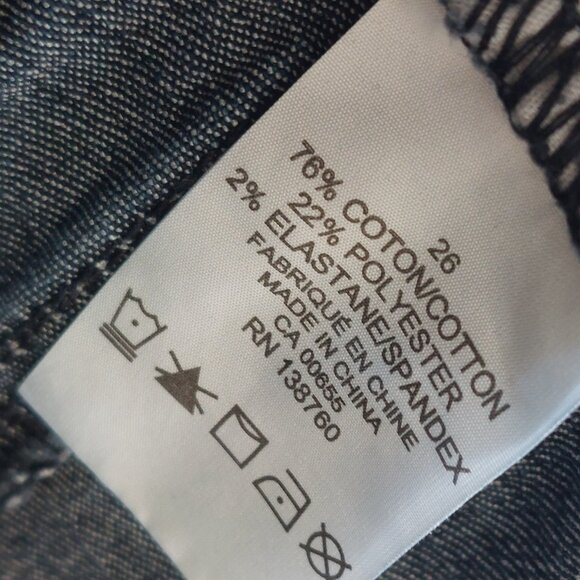 26
76% COTON/COTTON
22% POLYESTER
2% ELASTANE/SPANDEX
FABRIQUÉ EN CHINE
MADE IN CHINA
CA 00655
RN 138760